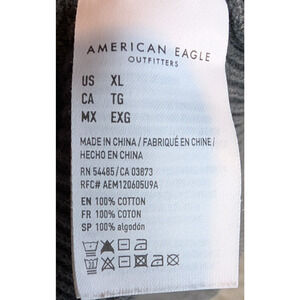 AMERICAN EAGLE
OUTFITTERS
US XL
CA TG
MX EXG
MADE IN CHINA / FABRIQUÉ EN CHINE /
HECHO EN CHINA
RN 54485 / CA 03873
RFC# AEM120605U9A
EN 100% COTTON
FR 100% COTON
SP 100% algodón